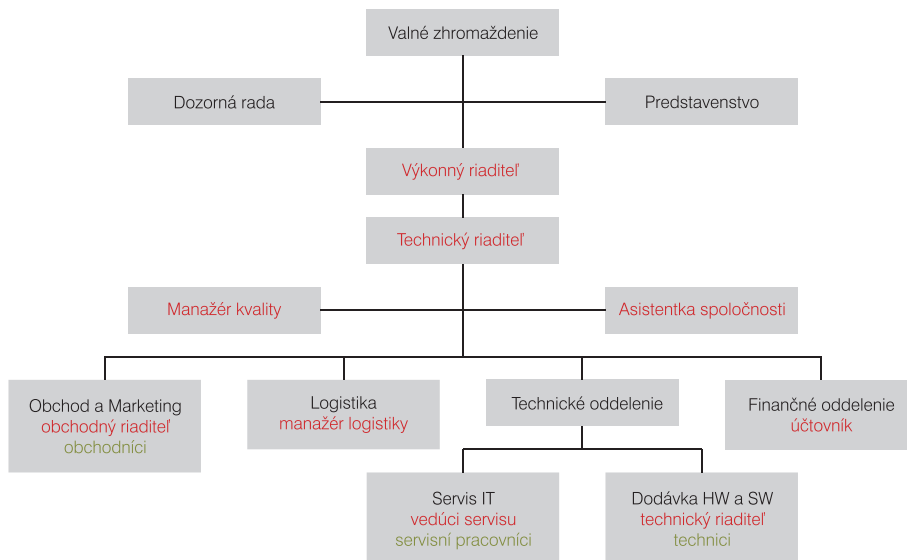 Valné zhromaždenie
Dozorná rada
Predstavenstvo
Výkonný riaditeľ
Technický riaditeľ
Manažér kvality
Asistentka spoločnosti
Obchod a Marketing
obchodný riaditeľ
obchodníci
Logistika
manažér logistiky
Technické oddelenie
Finančné oddelenie
účtovník
Servis IT
vedúci servisu
servisní pracovníci
Dodávka HW a SW
technický riaditeľ
technici